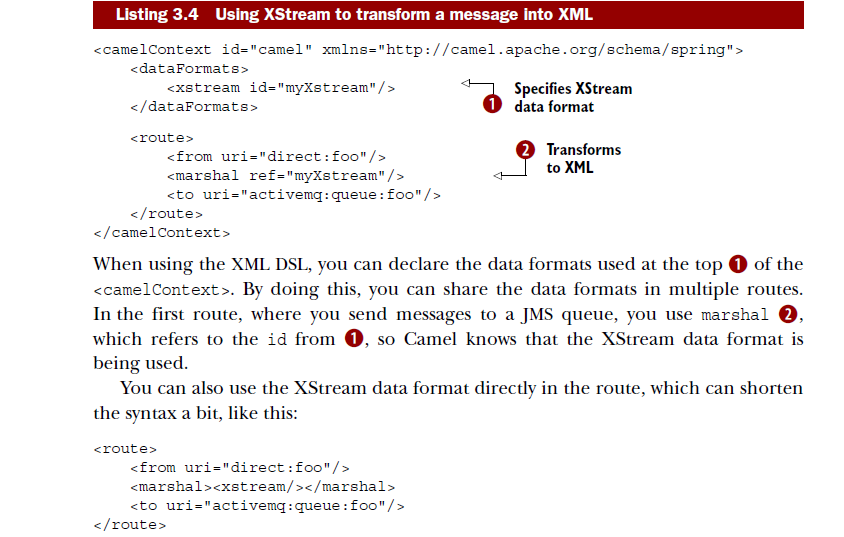 Listing 3.4 Using XStream to transform a message into XML
<camelContext id="camel" xmlns="http://camel.apache.org/schema/spring">
<dataFormats>
<xstream id="myXstream"/>
</dataFormats>
1 Specifies XStream
data format
<route>
<from uri="direct:foo"/>
<marshal ref="myXstream"/>
<to uri="activemq:queue:foo"/>
</route>
</camelContext>
2 Transforms
to XML
When using the XML DSL, you can declare the data formats used at the top 1 of the
<camelContext>. By doing this, you can share the data formats in multiple routes.
In the first route, where you send messages to a JMS queue, you use marshal 2,
which refers to the id from 1, so Camel knows that the XStream data format is
being used.
You can also use the XStream data format directly in the route, which can shorten
the syntax a bit, like this:
<route>
<from uri="direct:foo"/>
<marshal><xstream/></marshal>
<to uri="activemq:queue:foo"/>
</route>